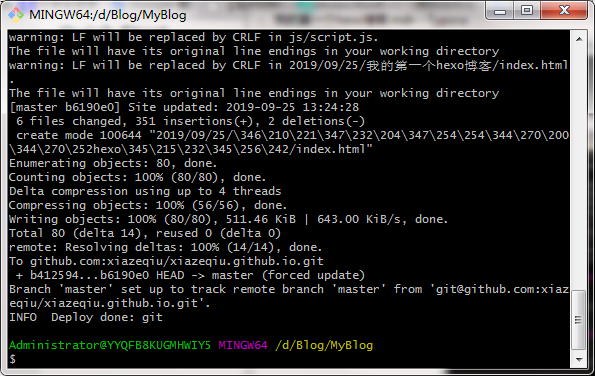 MINGW64:/d/Blog/MyBlog
warning: LF will be replaced by CRLF in js/script.js.
The file will have its original line endings in your working directory
warning: LF will be replaced by CRLF in 2019/09/25/我的第一个hexo博客/index.html
.
The file will have its original line endings in your working directory
[master b6190e0] Site updated: 2019-09-25 13:24:28
 6 files changed, 351 insertions(+), 2 deletions(-)
 create mode 100644 "2019/09/25/\346\210\221\347\232\204\347\254\254\344\270\200
\344\270\252hexo\345\215\232\345\256\242/index.html"
Enumerating objects: 80, done.
Counting objects: 100% (80/80), done.
Delta compression using up to 4 threads
Compressing objects: 100% (56/56), done.
Writing objects: 100% (80/80), 511.46 KiB | 643.00 KiB/s, done.
Total 80 (delta 14), reused 0 (delta 0)
remote: Resolving deltas: 100% (14/14), done.
To github.com:xiazeqiu/xiazeqiu.github.io.git
 + b412594...b6190e0 HEAD -> master (forced update)
Branch 'master' set up to track remote branch 'master' from 'git@github.com:xiaz
eqiu/xiazeqiu.github.io.git'.
INFO  Deploy done: git
Administrator@YYQFB8KUGMHWIY5 MINGW64 /d/Blog/MyBlog
$